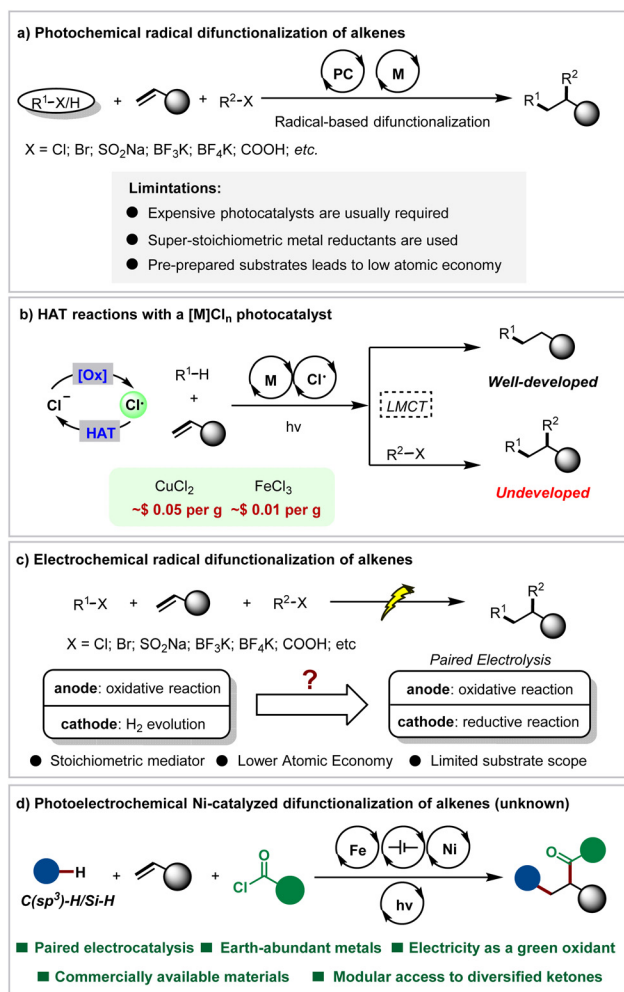 a) Photochemical radical difunctionalization of alkenes
PC M
R¹–X/H + + R²–X
R¹ R²
Radical-based difunctionalization
X = Cl; Br; SO₂Na; BF₃K; BF₄K; COOH; etc.
Limintations:
● Expensive photocatalysts are usually required
● Super-stoichiometric metal reductants are used
● Pre-prepared substrates leads to low atomic economy
b) HAT reactions with a [M]Clₙ photocatalyst
[Ox]
Cl⁻ Cl•
HAT
R¹–H
+
M Cl•
hv
LMCT
R¹
Well-developed
R²–X
R¹ R²
Undeveloped
CuCl₂ FeCl₃
~$ 0.05 per g ~$ 0.01 per g
c) Electrochemical radical difunctionalization of alkenes
R¹–X + + R²–X
R¹ R²
X = Cl; Br; SO₂Na; BF₃K; BF₄K; COOH; etc
Paired Electrolysis
anode: oxidative reaction
cathode: H₂ evolution
?
anode: oxidative reaction
cathode: reductive reaction
● Stoichiometric mediator ● Lower Atomic Economy ● Limited substrate scope
d) Photoelectrochemical Ni-catalyzed difunctionalization of alkenes (unknown)
H + + Cl O
C(sp³)-H/Si-H
Fe Ni
hv
O
■ Paired electrocatalysis ■ Earth-abundant metals ■ Electricity as a green oxidant
■ Commercially available materials ■ Modular access to diversified ketones